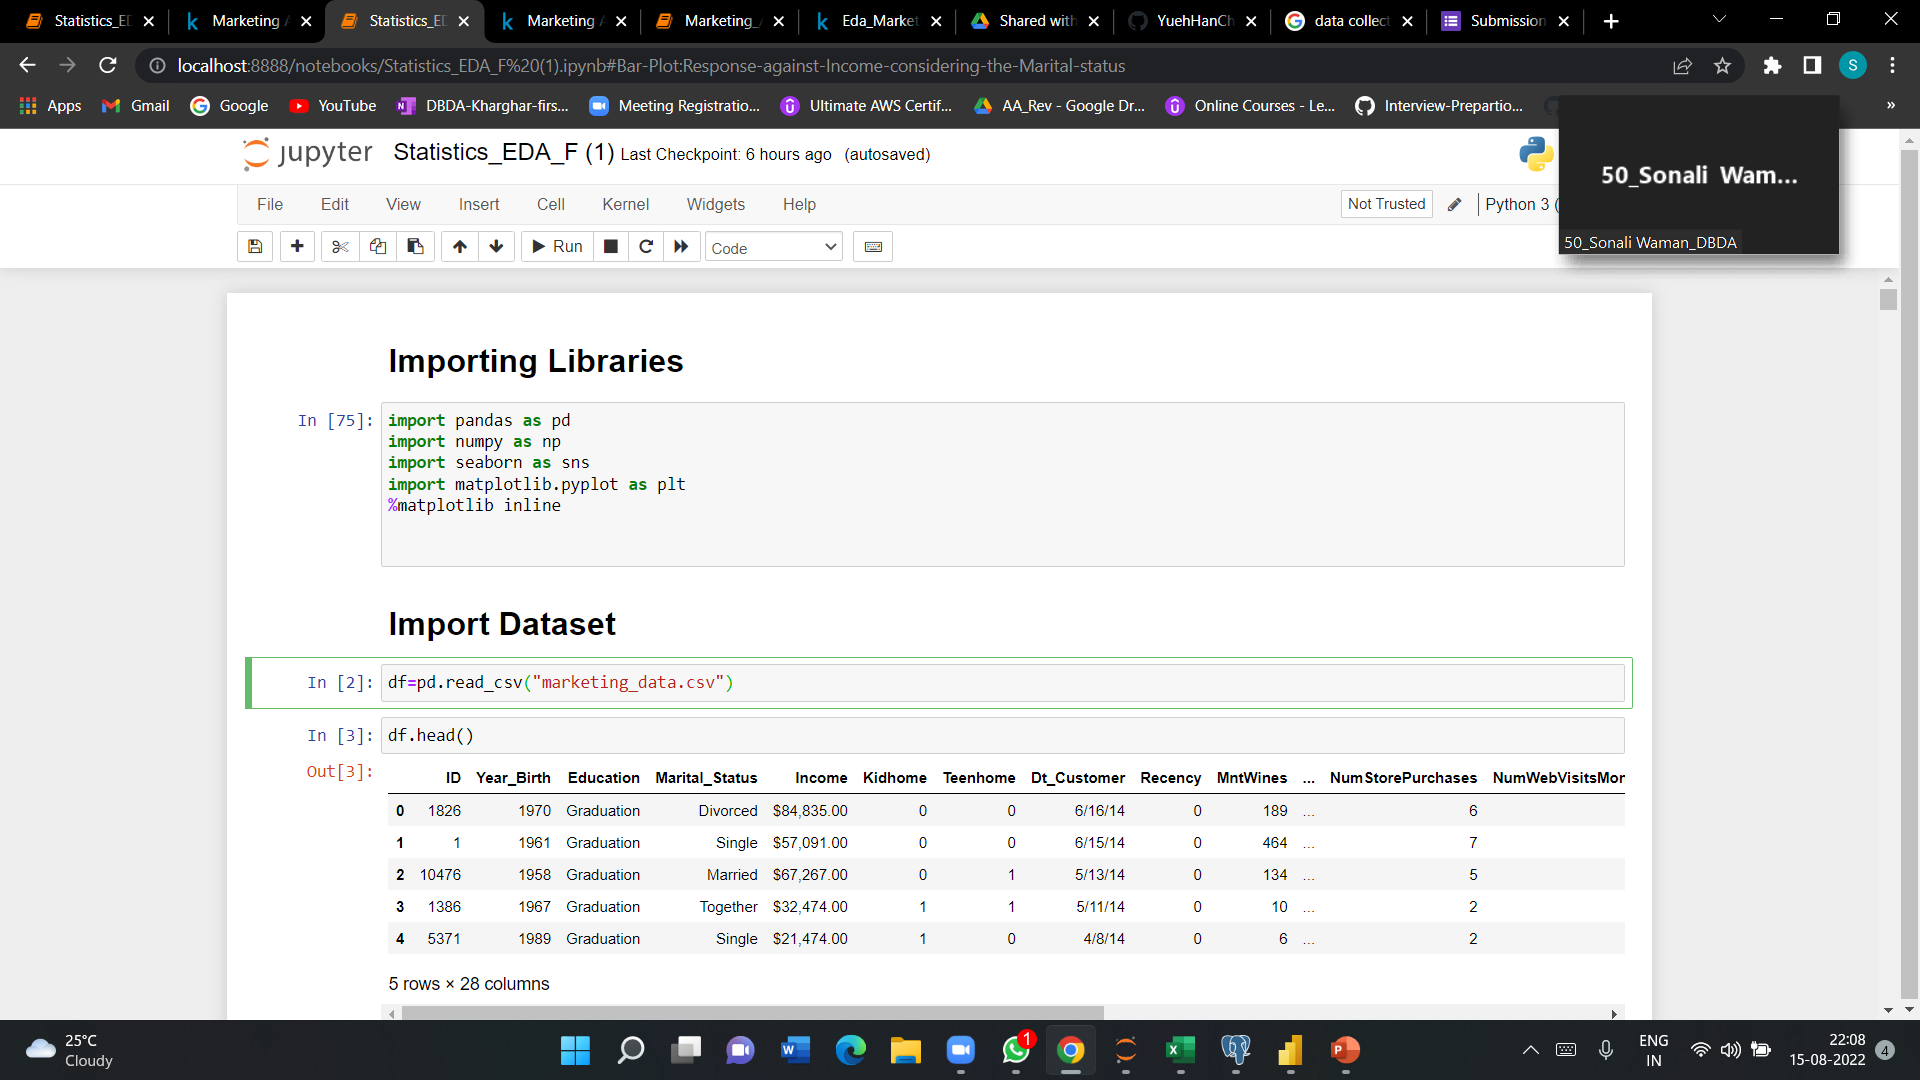 Statistics_ED
Marketing A
Statistics_ED
Marketing A
Marketing_A
Eda_Market
Shared with
YuehHanCh
data collect
Submission
localhost:8888/notebooks/Statistics_EDA_F%20(1).ipynb#Bar-Plot:Response-against-Income-considering-the-Marital-status
S
Apps
Gmail
Google
YouTube
DBDA-Kharghar-firs...
Meeting Registratio...
Ultimate AWS Certif...
AA_Rev - Google Dr...
Online Courses - Le...
Interview-Prepartio...
»
jupyter Statistics_EDA_F (1) Last Checkpoint: 6 hours ago (autosaved)
50_Sonali Wam...
50_Sonali Waman_DBDA
File Edit View Insert Cell Kernel Widgets Help
Not Trusted
Python 3 (
Run
Code
Importing Libraries
In [75]:
import pandas as pd
import numpy as np
import seaborn as sns
import matplotlib.pyplot as plt
%matplotlib inline
Import Dataset
In [2]: df=pd.read_csv("marketing_data.csv")
In [3]: df.head()
Out[3]:
ID Year_Birth Education Marital_Status Income Kidhome Teenhome Dt_Customer Recency MntWines ... NumStorePurchases NumWebVisitsMon
0 1826 1970 Graduation Divorced $84,835.00 0 0 6/16/14 0 189 ... 6
1 1 1961 Graduation Single $57,091.00 0 0 6/15/14 0 464 ... 7
2 10476 1958 Graduation Married $67,267.00 0 1 5/13/14 0 134 ... 5
3 1386 1967 Graduation Together $32,474.00 1 1 5/11/14 0 10 ... 2
4 5371 1989 Graduation Single $21,474.00 1 0 4/8/14 0 6 ... 2
5 rows × 28 columns
25°C
Cloudy
1
ENG
IN
22:08
15-08-2022
4